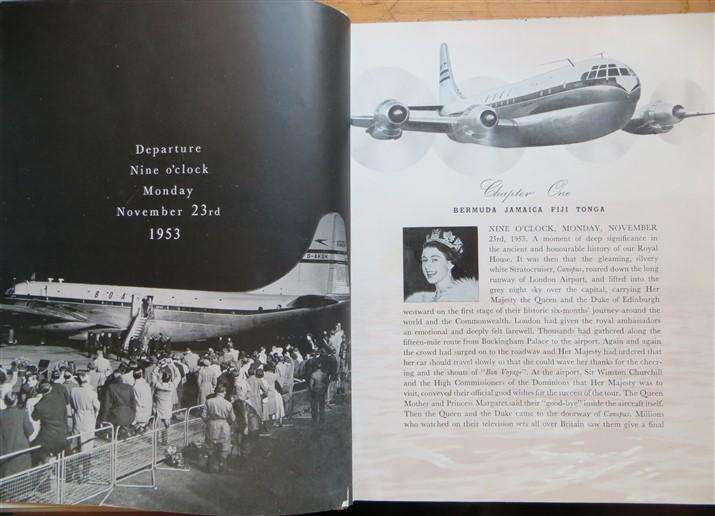 Departure
Nine o'clock
Monday
November 23rd
1953
B O A C
G-AKGH
Chapter One
BERMUDA JAMAICA FIJI TONGA
NINE O'CLOCK, MONDAY, NOVEMBER
23rd, 1953. A moment of deep significance in
the ancient and honourable history of our Royal
House. It was then that the gleaming, silvery
white Stratocruiser, Canopus, roared down the long
runway of London Airport, and lifted into the
grey night sky over the capital, carrying Her
Majesty the Queen and the Duke of Edinburgh
westward on the first stage of their historic six-months' journey around the
world and the Commonwealth. London had given the royal ambassadors
an emotional and deeply felt farewell. Thousands had gathered along the
fifteen-mile route from Buckingham Palace to the airport. Again and again
the crowd had surged on to the roadway and Her Majesty had ordered that
her car should travel slowly so that she could wave her thanks for the cheer-
ing and the shouts of "Bon Voyage". At the airport, Sir Winston Churchill
and the High Commissioners of the Dominions that Her Majesty was to
visit, conveyed their official good wishes for the success of the tour. The Queen
Mother and Princess Margaret said their "good-bye" inside the aircraft itself.
Then the Queen and the Duke came to the doorway of Canopus. Millions
who watched on their television sets all over Britain saw them give a final